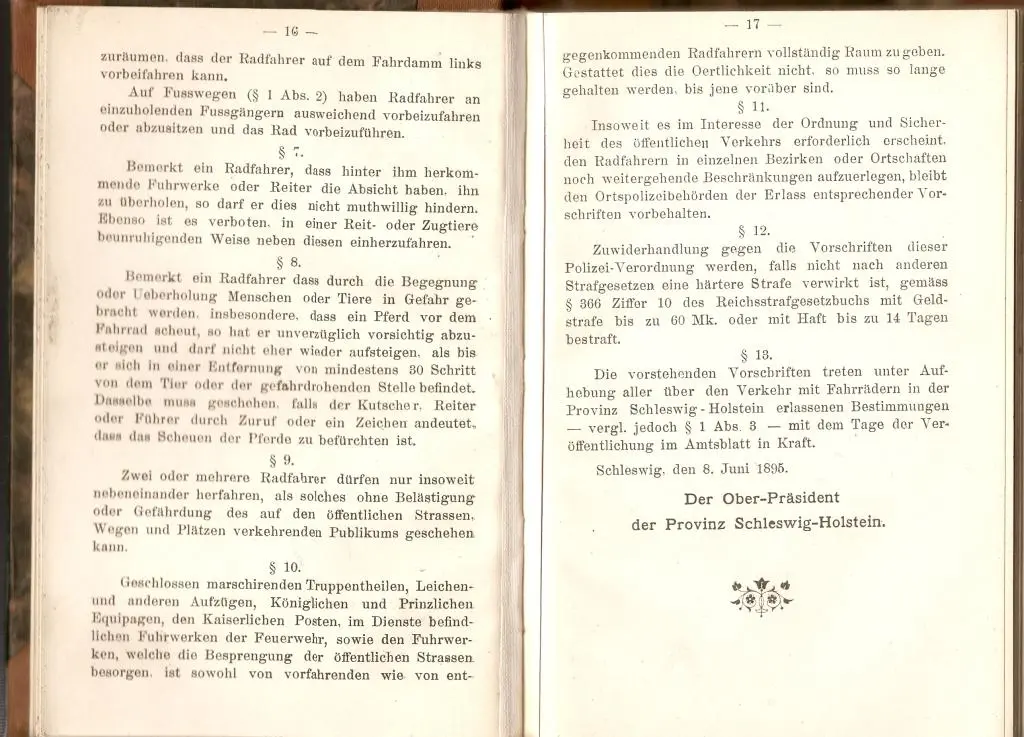 — 16 —
zuräumen, dass der Radfahrer auf dem Fahrdamm links
vorbeifahren kann.
Auf Fusswegen (§ 1 Abs. 2) haben Radfahrer an
einzuholenden Fussgängern ausweichend vorbeizufahren
oder abzusitzen und das Rad vorbeizuführen.
§ 7.
Bemerkt ein Radfahrer, dass hinter ihm herkom-
mende Fuhrwerke oder Reiter die Absicht haben, ihn
zu überholen, so darf er dies nicht muthwillig hindern.
Ebenso ist es verboten, in einer Reit- oder Zugtiere
beunruhigenden Weise neben diesen einherzufahren.
§ 8.
Bemerkt ein Radfahrer dass durch die Begegnung
oder Ueberholung Menschen oder Tiere in Gefahr ge-
bracht werden, insbesondere, dass ein Pferd vor dem
Fahrrad scheut, so hat er unverzüglich vorsichtig abzu-
steigen und darf nicht eher wieder aufsteigen, als bis
er sich in einer Entfernung von mindestens 30 Schritt
von dem Tier oder der gefahrdrohenden Stelle befindet.
Dasselbe muss geschehen, falls der Kutscher, Reiter
oder Führer durch Zuruf oder ein Zeichen andeutet,
dass das Scheuen der Pferde zu befürchten ist.
§ 9.
Zwei oder mehrere Radfahrer dürfen nur insoweit
nebeneinander herfahren, als solches ohne Belästigung
oder Gefährdung des auf den öffentlichen Strassen,
Wegen und Plätzen verkehrenden Publikums geschehen
kann.
§ 10.
Geschlossen marschirenden Truppentheilen, Leichen-
und anderen Aufzügen, Königlichen und Prinzlichen
Equipagen, den Kaiserlichen Posten, im Dienste befind-
lichen Fuhrwerken der Feuerwehr, sowie den Fuhrwer-
ken, welche die Besprengung der öffentlichen Strassen
besorgen, ist sowohl von vorfahrenden wie von ent-
— 17 —
gegenkommenden Radfahrern vollständig Raum zu geben.
Gestattet dies die Oertlichkeit nicht, so muss so lange
gehalten werden, bis jene vorüber sind.
§ 11.
Insoweit es im Interesse der Ordnung und Sicher-
heit des öffentlichen Verkehrs erforderlich erscheint,
den Radfahrern in einzelnen Bezirken oder Ortschaften
noch weitergehende Beschränkungen aufzuerlegen, bleibt
den Ortspolizeibehörden der Erlass entsprechender Vor-
schriften vorbehalten.
§ 12.
Zuwiderhandlung gegen die Vorschriften dieser
Polizei-Verordnung werden, falls nicht nach anderen
Strafgesetzen eine härtere Strafe verwirkt ist, gemäss
§ 366 Ziffer 10 des Reichsstrafgesetzbuchs mit Geld-
strafe bis zu 60 Mk. oder mit Haft bis zu 14 Tagen
bestraft.
§ 13.
Die vorstehenden Vorschriften treten unter Auf-
hebung aller über den Verkehr mit Fahrrädern in der
Provinz Schleswig-Holstein erlassenen Bestimmungen
— vergl. jedoch § 1 Abs. 3 — mit dem Tage der Ver-
öffentlichung im Amtsblatt in Kraft.
Schleswig, den 8. Juni 1895.
Der Ober-Präsident
der Provinz Schleswig-Holstein.